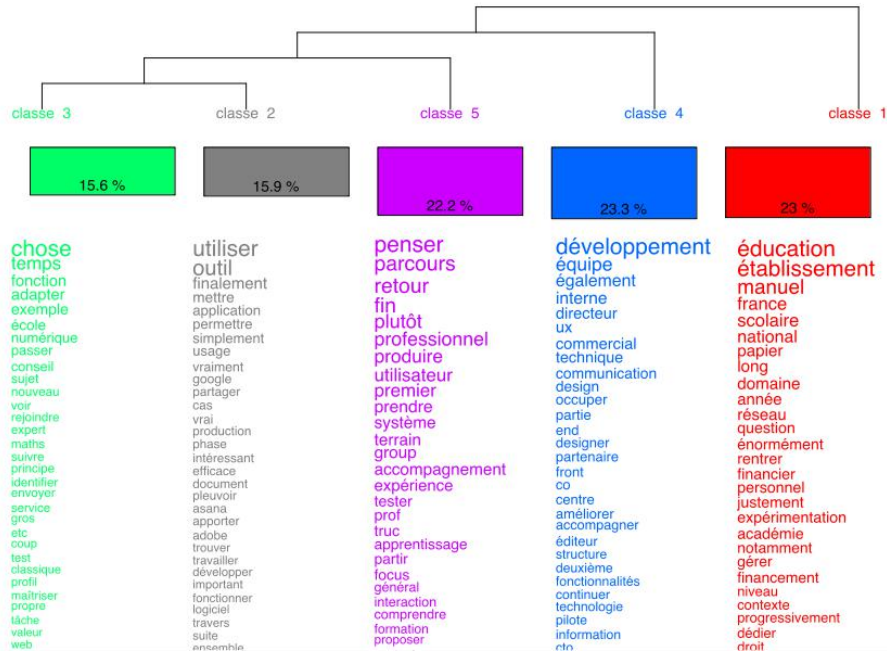 classe 3
classe 2
classe 5
classe 4
classe 1
15.6 %
15.9 %
22.2 %
23.3 %
23 %
chose
temps
fonction
adapter
exemple
école
numérique
passer
conseil
sujet
nouveau
voir
rejoindre
expert
maths
suivre
principe
identifier
envoyer
service
gros
etc
coup
test
classique
profil
maîtriser
propre
tâche
valeur
web
utiliser
outil
finalement
mettre
application
permettre
simplement
usage
vraiment
google
partager
cas
vrai
production
phase
intéressant
efficace
document
pleuvoir
asana
apporter
adobe
trouver
travailler
développer
important
fonctionner
logiciel
travers
suite
ensemble
penser
parcours
retour
fin
plutôt
professionnel
produire
utilisateur
premier
prendre
système
terrain
group
accompagnement
expérience
tester
prof
truc
apprentissage
partir
focus
général
interaction
comprendre
formation
proposer
développement
équipe
également
interne
directeur
ux
commercial
technique
communication
design
occuper
partie
end
designer
partenaire
front
co
centre
améliorer
accompagner
éditeur
structure
deuxième
fonctionnalités
continuer
technologie
pilote
information
cto
éducation
établissement
manuel
france
scolaire
national
papier
long
domaine
année
réseau
question
énormément
rentrer
financier
personnel
justement
expérimentation
académie
notamment
gérer
financement
niveau
contexte
progressivement
dédier
droit